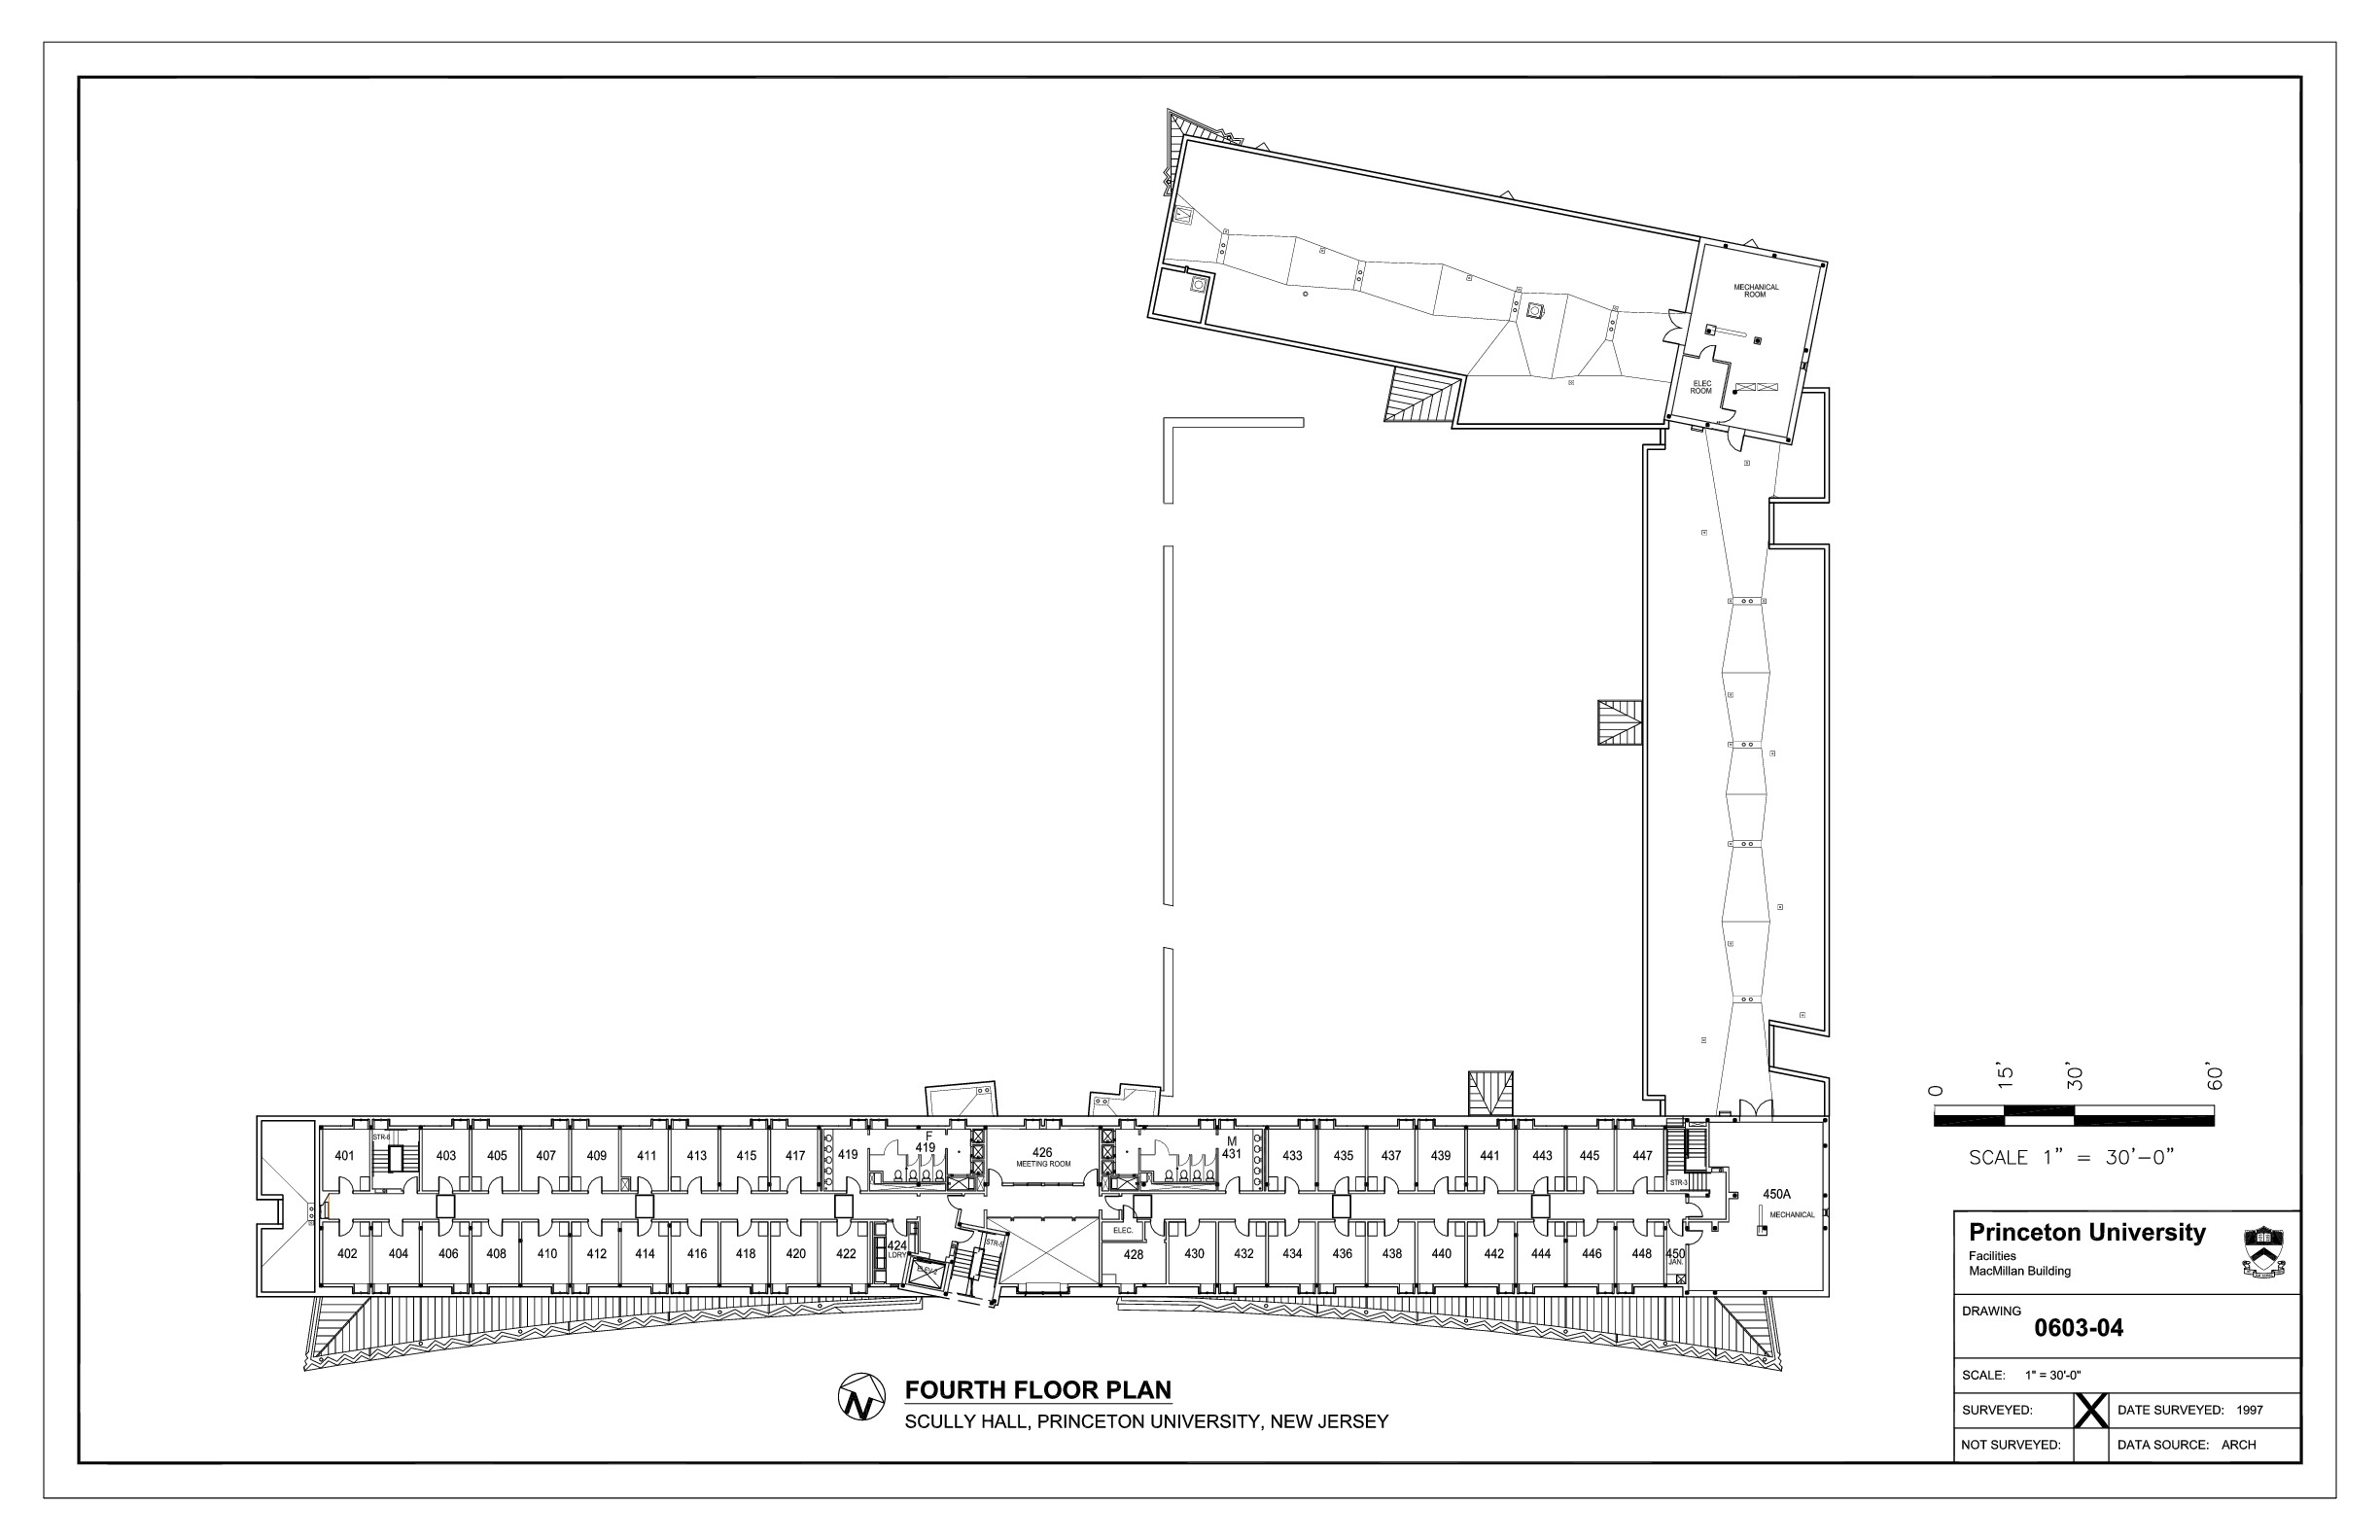 MECHANICAL
ROOM
ELEC
ROOM
401
STR-6
403
405
407
409
411
413
415
417
419
F
419
426
MEETING ROOM
M
431
433
435
437
439
441
443
445
447
STR-3
450A
MECHANICAL
402
404
406
408
410
412
414
416
418
420
422
424
LDRY
ELEV-2
ELEC.
428
430
432
434
436
438
440
442
444
446
448
450
JAN.
0
15'
30'
60'
SCALE 1" = 30'-0"
N
FOURTH FLOOR PLAN
SCULLY HALL, PRINCETON UNIVERSITY, NEW JERSEY
Princeton University
Facilities
MacMillan Building
DRAWING
0603-04
SCALE: 1" = 30'-0"
SURVEYED: X DATE SURVEYED: 1997
NOT SURVEYED: DATA SOURCE: ARCH